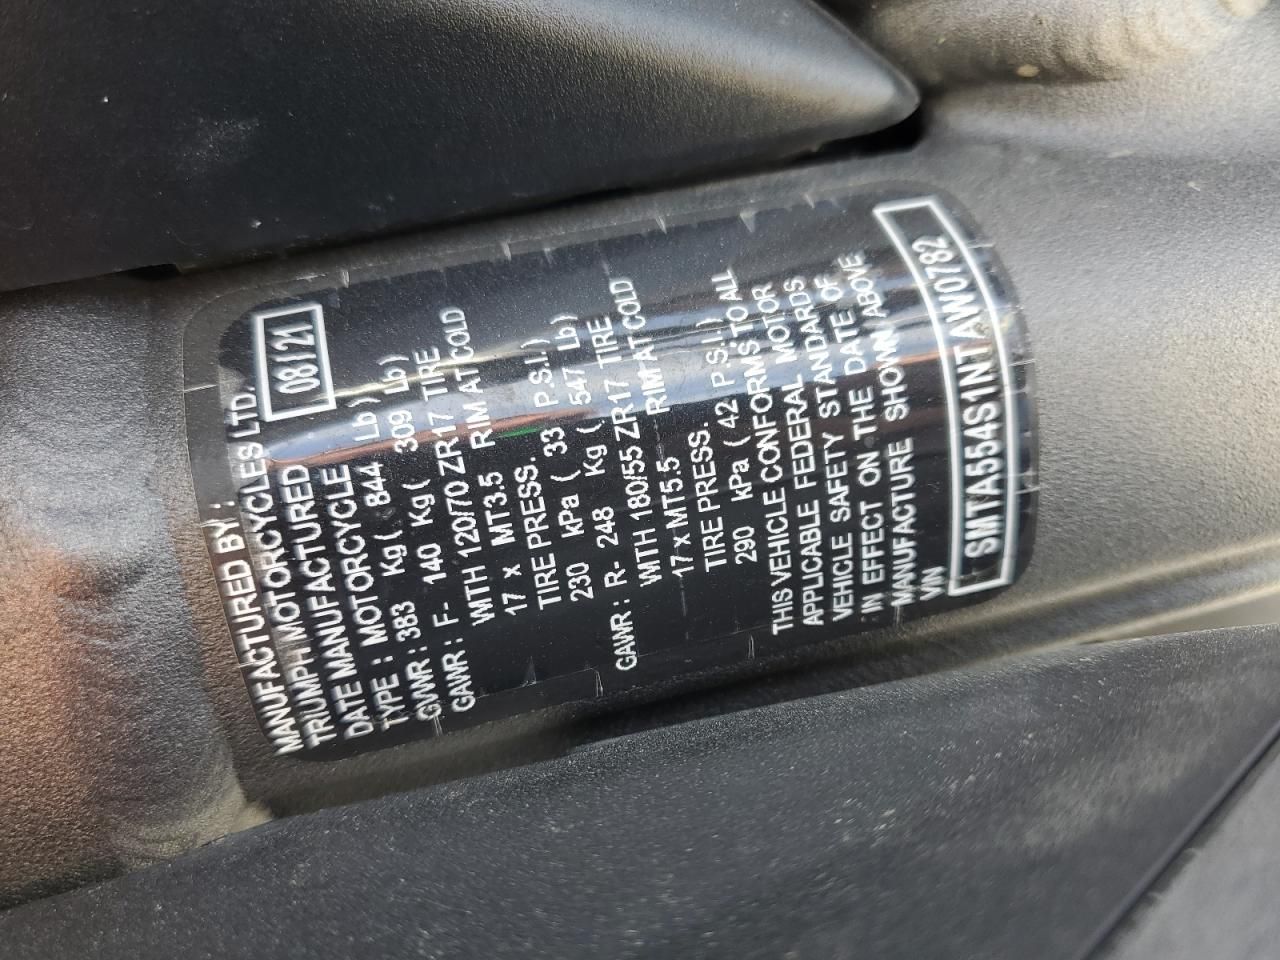 MANUFACTURED BY :
TRIUMPH MOTORCYCLES LTD.
DATE MANUFACTURED 08/21
TYPE : MOTORCYCLE
GVWR : 383 Kg ( 844 Lb )
GAWR : F- 140 Kg ( 309 Lb )
WITH 120/70 ZR17 TIRE
17 x MT3.5 RIM AT COLD
TIRE PRESS.
230 kPa ( 33 P.S.I. )
GAWR : R- 248 Kg ( 547 Lb )
WITH 180/55 ZR17 TIRE
17 x MT5.5 RIM AT COLD
TIRE PRESS.
290 kPa ( 42 P.S.I. )
THIS VEHICLE CONFORMS TO ALL
APPLICABLE FEDERAL MOTOR
VEHICLE SAFETY STANDARDS
IN EFFECT ON THE DATE OF
MANUFACTURE SHOWN ABOVE
VIN SMTA554S1NTAW0782